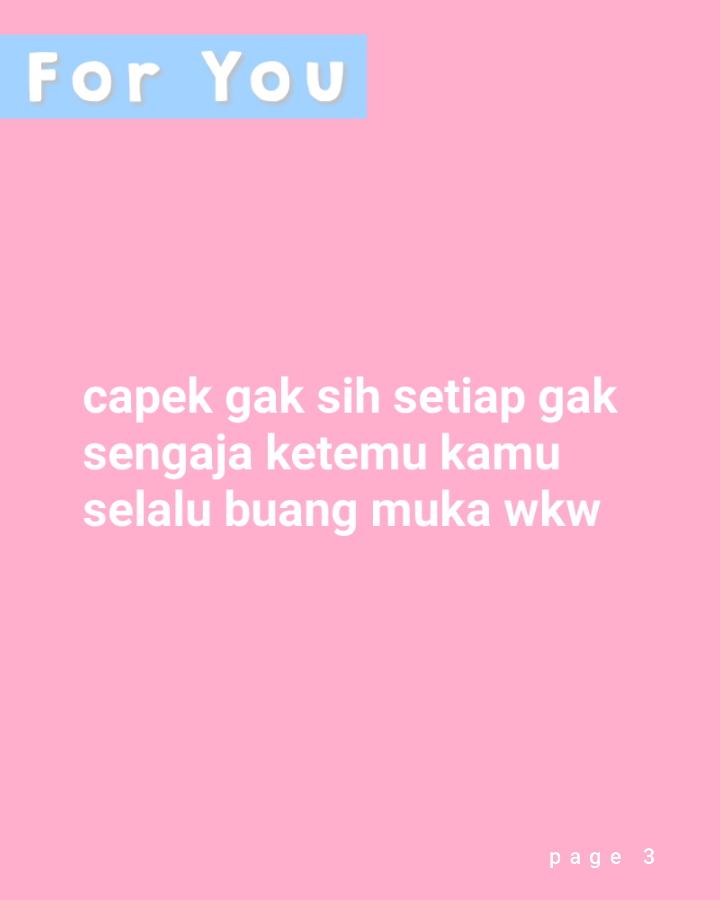 For You
capek gak sih setiap gak
sengaja ketemu kamu
selalu buang muka wkw
page 3